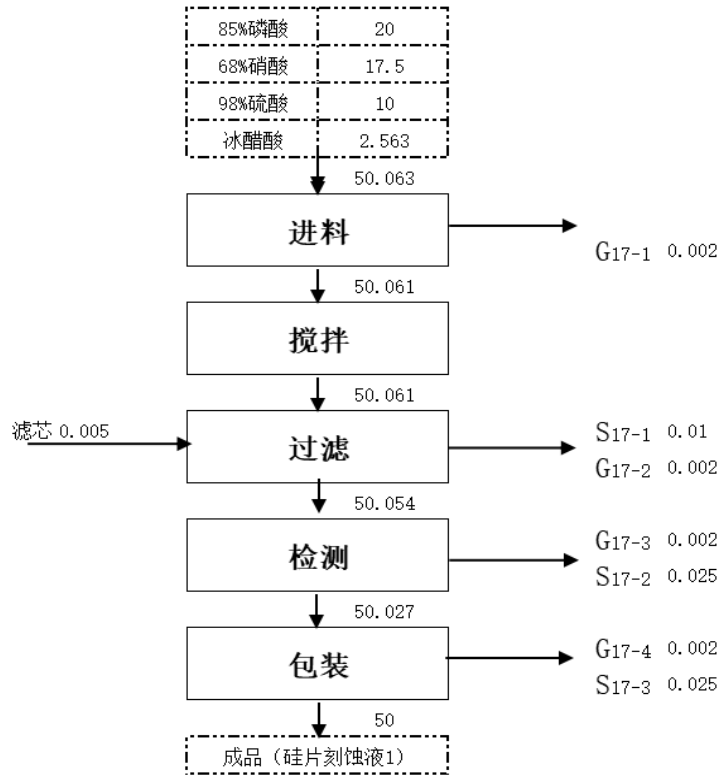 85%磷酸 20
68%硝酸 17.5
98%硫酸 10
冰醋酸 2.563
50.063
进料
G17-1 0.002
50.061
搅拌
50.061
滤芯 0.005
过滤
S17-1 0.01
G17-2 0.002
50.054
检测
G17-3 0.002
S17-2 0.025
50.027
包装
G17-4 0.002
S17-3 0.025
50
成品（硅片刻蚀液1）